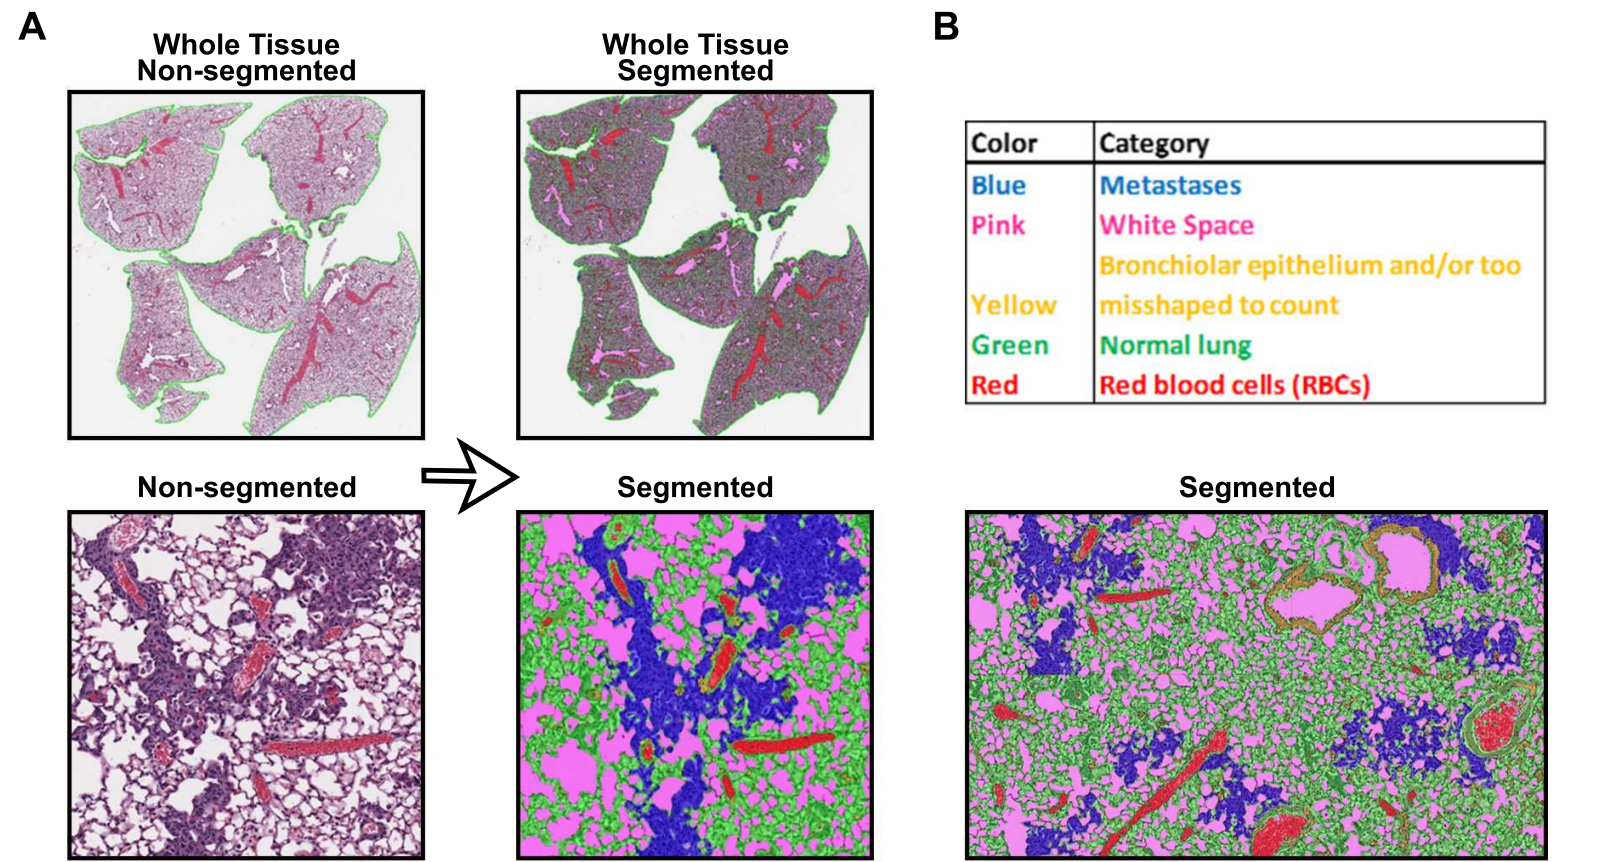 A
Whole Tissue
Non-segmented
Whole Tissue
Segmented
Non-segmented
Segmented
B
Color Category
Blue Metastases
Pink White Space
Bronchiolar epithelium and/or too
Yellow misshaped to count
Green Normal lung
Red Red blood cells (RBCs)
Segmented